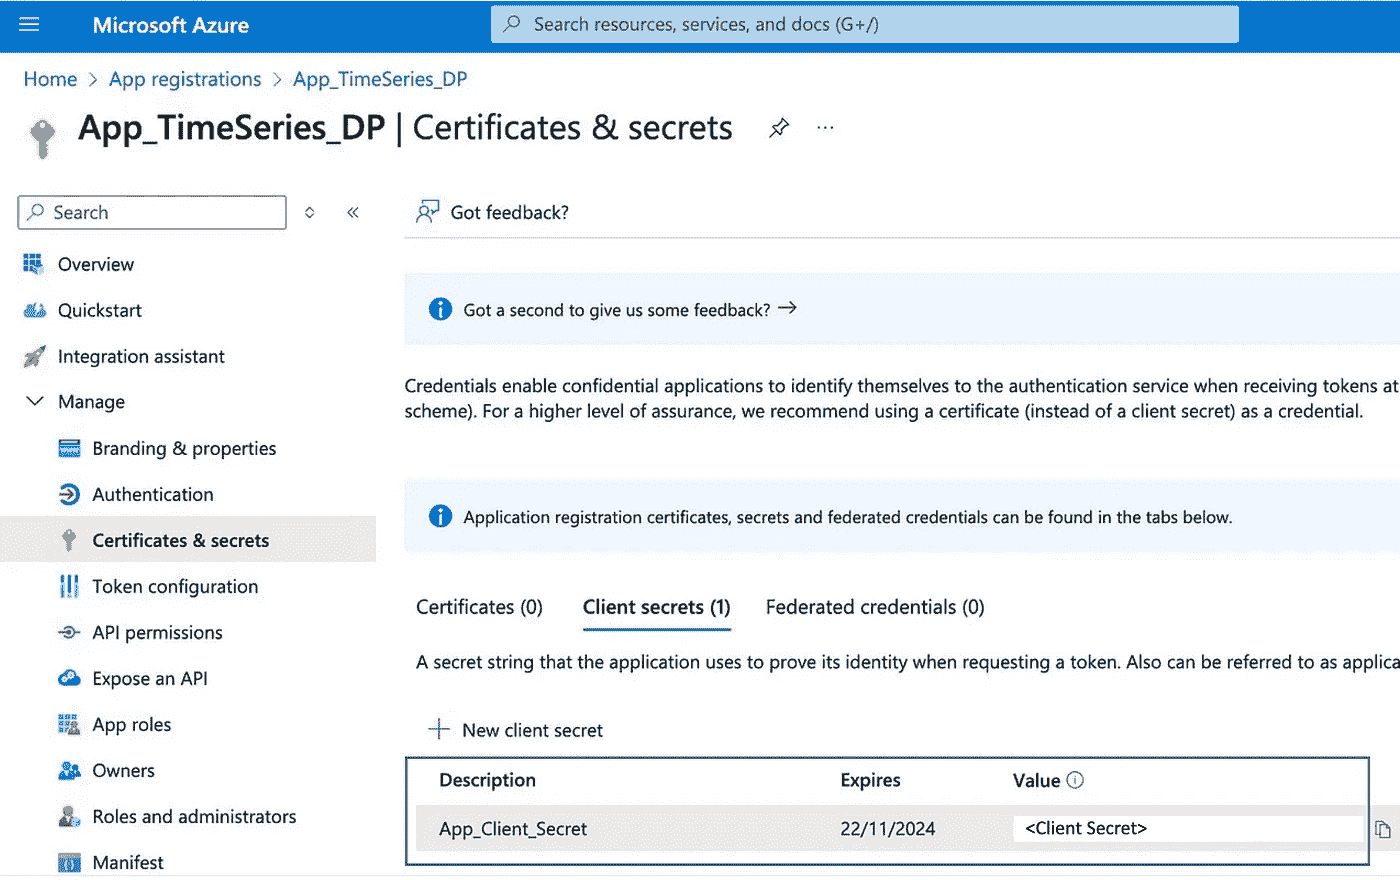 Microsoft Azure
Search resources, services, and docs (G+/)
Home > App registrations > App_TimeSeries_DP
App_TimeSeries_DP | Certificates & secrets
Search
Got feedback?
Overview
Quickstart
Integration assistant
Manage
Branding & properties
Authentication
Certificates & secrets
Token configuration
API permissions
Expose an API
App roles
Owners
Roles and administrators
Manifest
Got a second to give us some feedback? →
Credentials enable confidential applications to identify themselves to the authentication service when receiving tokens at
scheme). For a higher level of assurance, we recommend using a certificate (instead of a client secret) as a credential.
Application registration certificates, secrets and federated credentials can be found in the tabs below.
Certificates (0) Client secrets (1) Federated credentials (0)
A secret string that the application uses to prove its identity when requesting a token. Also can be referred to as applica
+ New client secret
Description Expires Value
App_Client_Secret 22/11/2024 <Client Secret>